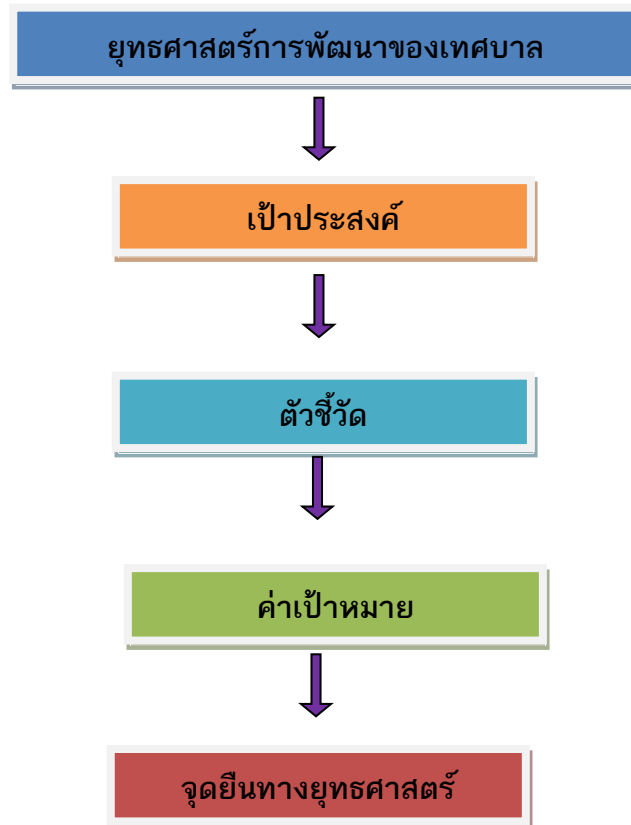 ยุทธศาสตร์การพัฒนาของเทศบาล
เป้าประสงค์
ตัวชี้วัด
ค่าเป้าหมาย
จุดยืนทางยุทธศาสตร์